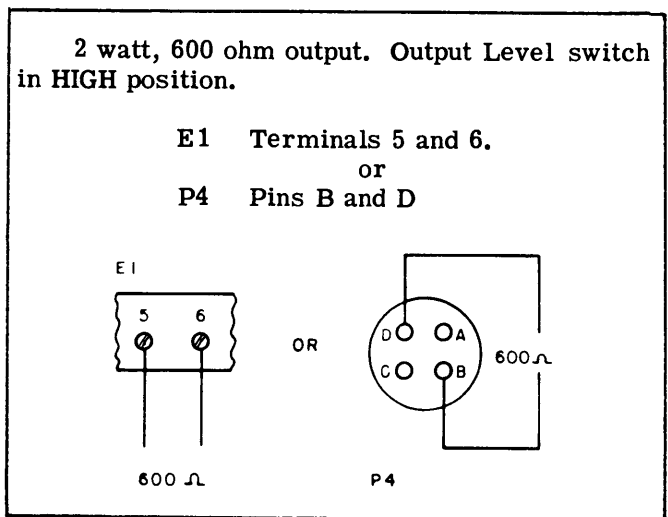 2 watt, 600 ohm output. Output Level switch
in HIGH position.
E1 Terminals 5 and 6.
or
P4 Pins B and D
E1
5 6
600 Ω
OR
D A
C B
600 Ω
P4